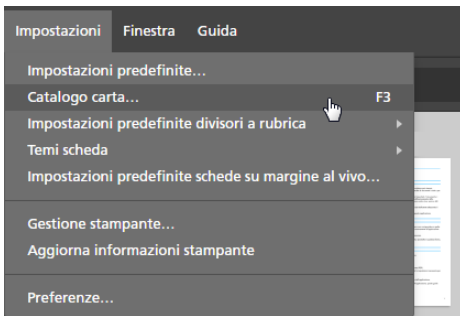 Impostazioni Finestra Guida
Impostazioni predefinite...
Catalogo carta... F3
Impostazioni predefinite divisori a rubrica
Temi scheda
Impostazioni predefinite schede su margine al vivo...
Gestione stampante...
Aggiorna informazioni stampante
Preferenze...